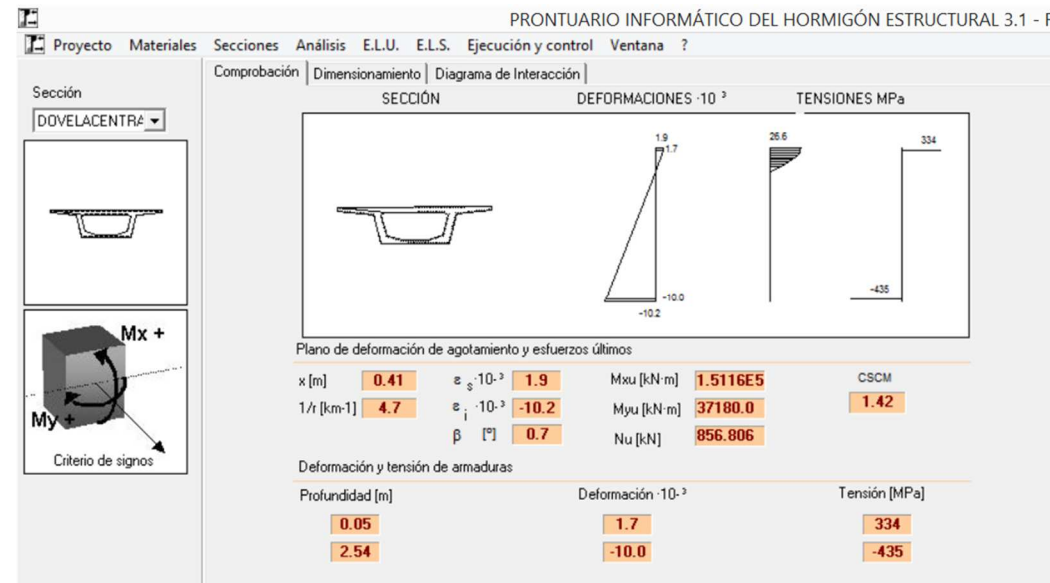 PRONTUARIO INFORMÁTICO DEL HORMIGÓN ESTRUCTURAL 3.1 - F
Proyecto Materiales Secciones Análisis E.L.U. E.L.S. Ejecución y control Ventana ?
Comprobación Dimensionamiento Diagrama de Interacción
Sección
DOVELACENTRA
SECCIÓN DEFORMACIONES ·10 ³ TENSIONES MPa
1.9
1.7
26.6
334
-10.0
-10.2
-435
Mx +
My +
Criterio de signos
Plano de deformación de agotamiento y esfuerzos últimos
x [m] 0.41 ε s ·10-³ 1.9 Mxu [kN·m] 1.5116E5 CSCM
1/r [km-1] 4.7 ε i ·10-³ -10.2 Myu [kN·m] 37180.0 1.42
β [º] 0.7 Nu [kN] 856.806
Deformación y tensión de armaduras
Profundidad [m] Deformación ·10-³ Tensión [MPa]
0.05 1.7 334
2.54 -10.0 -435